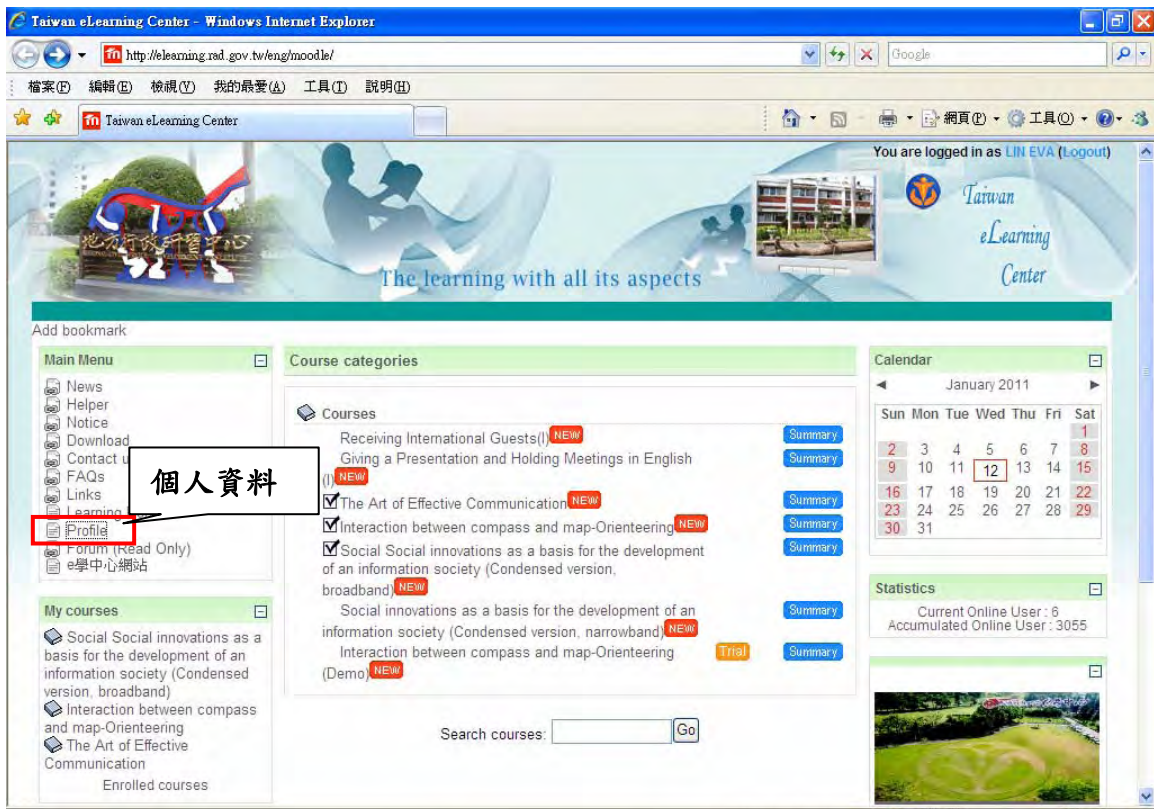 Taiwan eLearning Center - Windows Internet Explorer
http://elearning.rad.gov.tw/eng/moodle/
Google
檔案(F) 編輯(E) 檢視(V) 我的最愛(A) 工具(T) 說明(H)
Taiwan eLearning Center
網頁(P) 工具(O)
You are logged in as LIN EVA (Logout)
地方行政研習中心
The learning with all its aspects
Taiwan
eLearning
Center
Add bookmark
Main Menu
News
Helper
Notice
Download
Contact u
FAQs
Links
Learning
Profile
Forum (Read Only)
e學中心網站
個人資料
My courses
Social Social innovations as a
basis for the development of an
information society (Condensed
version, broadband)
Interaction between compass
and map-Orienteering
The Art of Effective
Communication
Enrolled courses
Course categories
Courses
Receiving International Guests(I) NEW Summary
Giving a Presentation and Holding Meetings in English Summary
(I) NEW
The Art of Effective Communication NEW Summary
Interaction between compass and map-Orienteering NEW Summary
Social Social innovations as a basis for the development Summary
of an information society (Condensed version,
broadband) NEW
Social innovations as a basis for the development of an Summary
information society (Condensed version, narrowband) NEW
Interaction between compass and map-Orienteering Trial Summary
(Demo) NEW
Search courses: Go
Calendar
◄ January 2011 ►
Sun Mon Tue Wed Thu Fri Sat
1
2 3 4 5 6 7 8
9 10 11 12 13 14 15
16 17 18 19 20 21 22
23 24 25 26 27 28 29
30 31
Statistics
Current Online User : 6
Accumulated Online User : 3055